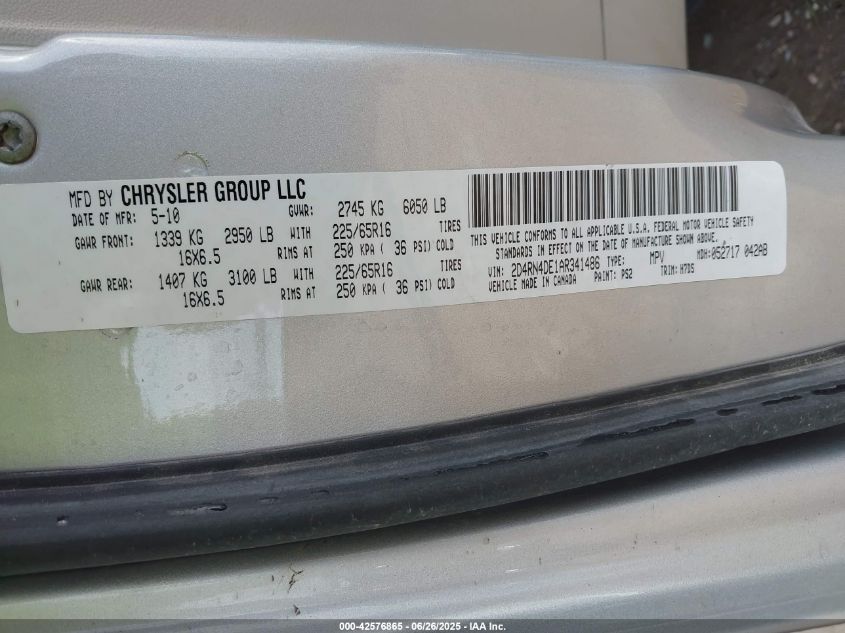 MFD BY CHRYSLER GROUP LLC
DATE OF MFR: 5-10 GVWR: 2745 KG 6050 LB
GAWR FRONT: 1339 KG 2950 LB WITH 225/65R16 TIRES
16X6.5 RIMS AT 250 KPA ( 36 PSI) COLD
GAWR REAR: 1407 KG 3100 LB WITH 225/65R16 TIRES
16X6.5 RIMS AT 250 KPA ( 36 PSI) COLD
THIS VEHICLE CONFORMS TO ALL APPLICABLE U.S.A. FEDERAL MOTOR VEHICLE SAFETY
STANDARDS IN EFFECT ON THE DATE OF MANUFACTURE SHOWN ABOVE.
VIN: 2D4RN4DE1AR341486 TYPE: MPV MDH: 052717 042AB
VEHICLE MADE IN CANADA PAINT: PS2 TRIM: H7DS
000-42576865 - 06/26/2025 - IAA Inc.